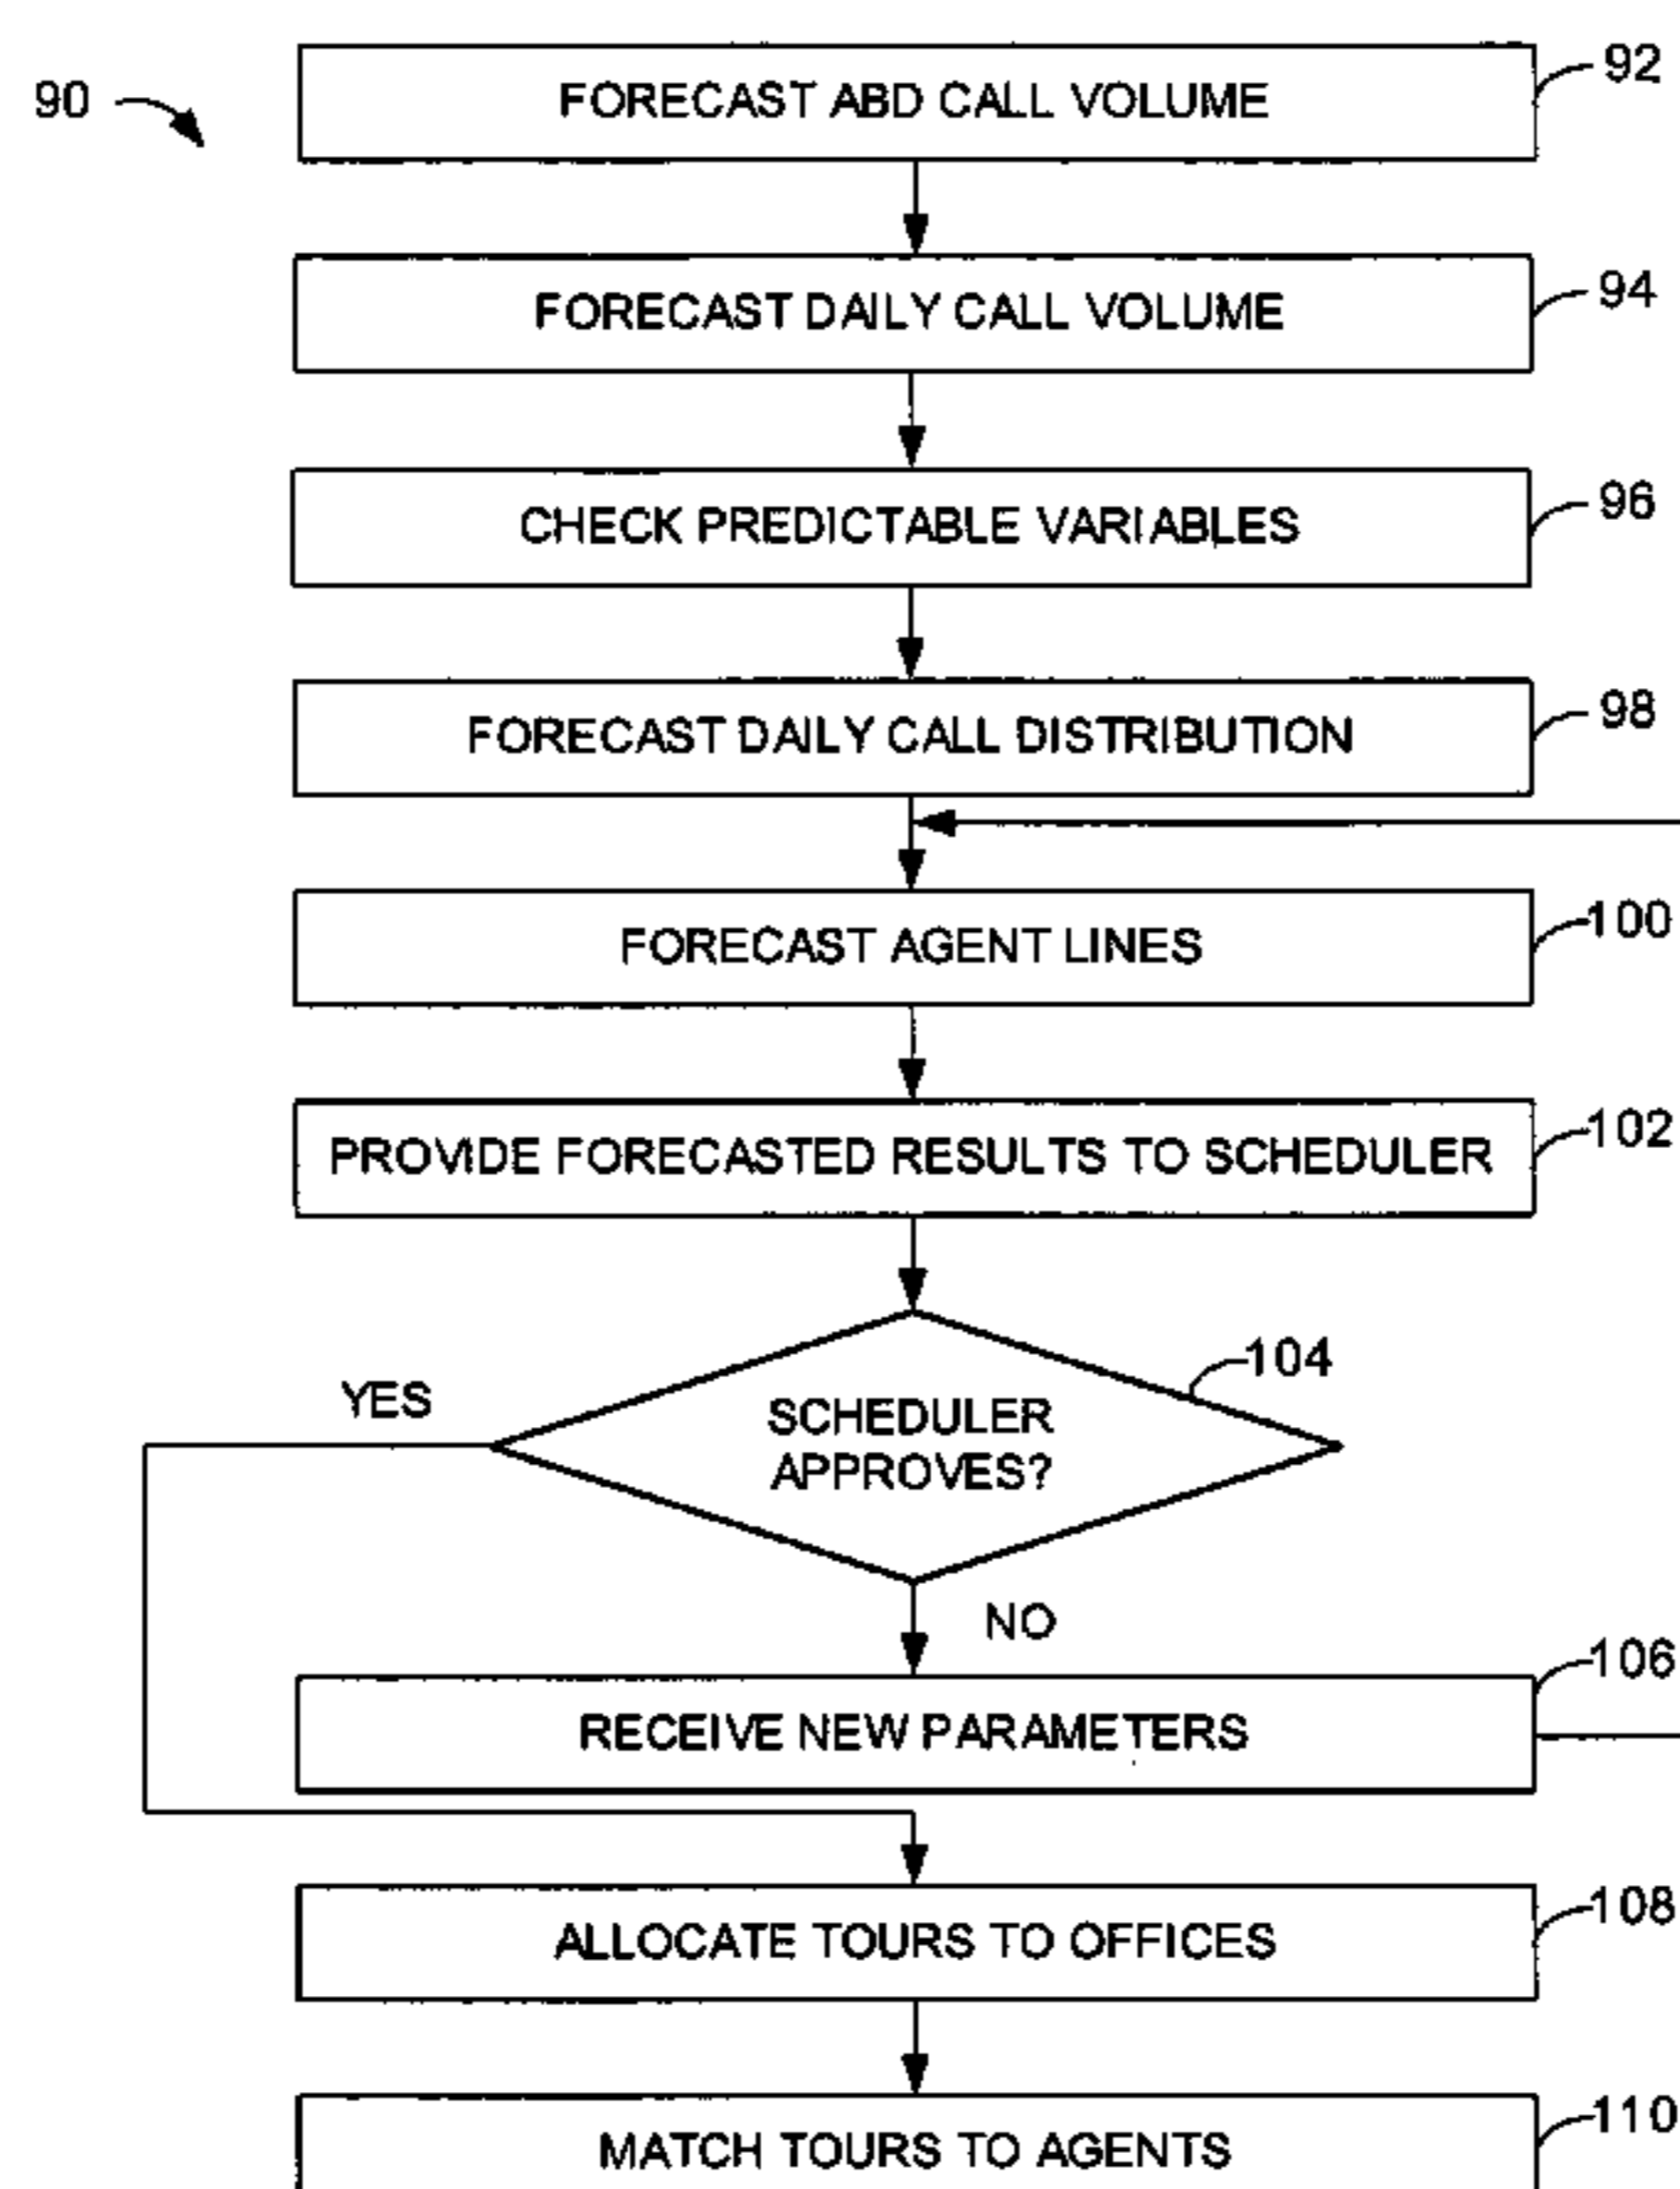 90
FORECAST ABD CALL VOLUME
92
FORECAST DAILY CALL VOLUME
94
CHECK PREDICTABLE VARIABLES
96
FORECAST DAILY CALL DISTRIBUTION
98
FORECAST AGENT LINES
100
PROVIDE FORECASTED RESULTS TO SCHEDULER
102
104
YES
SCHEDULER
APPROVES?
NO
RECEIVE NEW PARAMETERS
106
ALLOCATE TOURS TO OFFICES
108
MATCH TOURS TO AGENTS
110